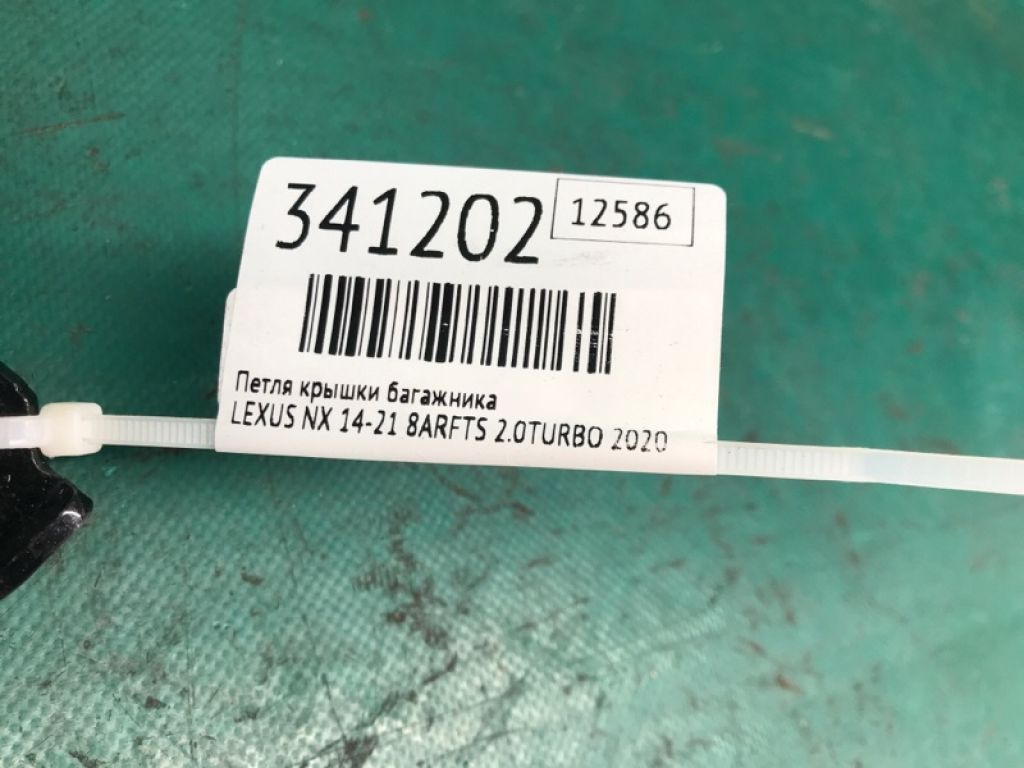 341202
12586
Петля крышки багажника
LEXUS NX 14-21 8ARFTS 2.0TURBO 2020